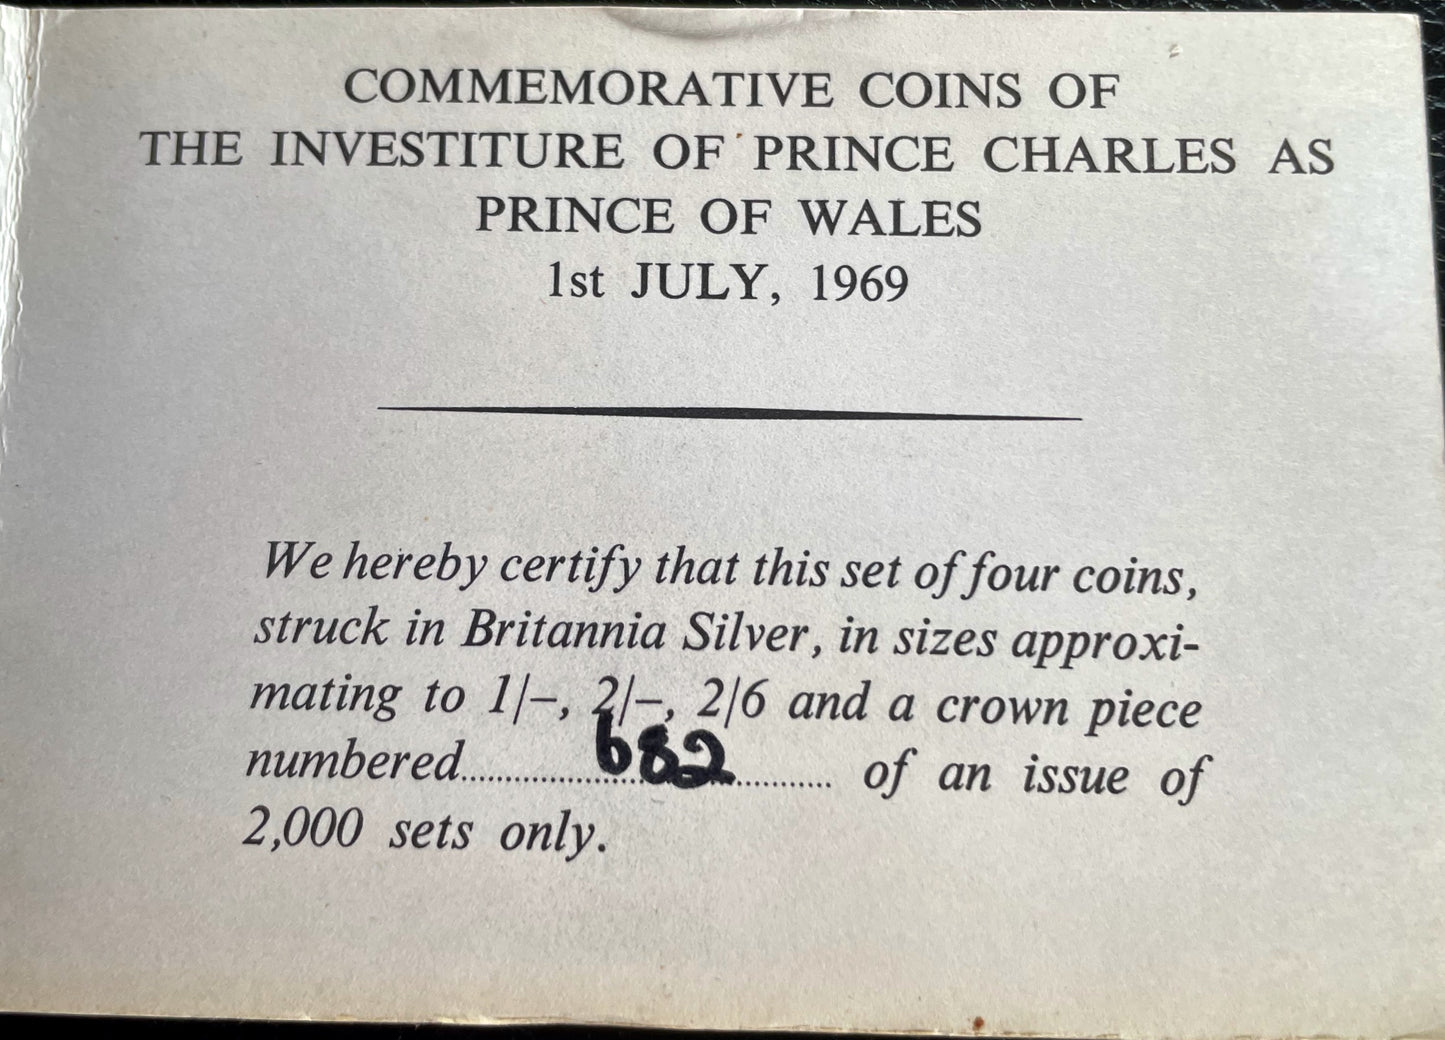 COMMEMORATIVE COINS OF
THE INVESTITURE OF PRINCE CHARLES AS
PRINCE OF WALES
1st JULY, 1969
We hereby certify that this set of four coins,
struck in Britannia Silver, in sizes approxi-
mating to 1/–, 2/–, 2/6 and a crown piece
numbered..............682.............. of an issue of
2,000 sets only.